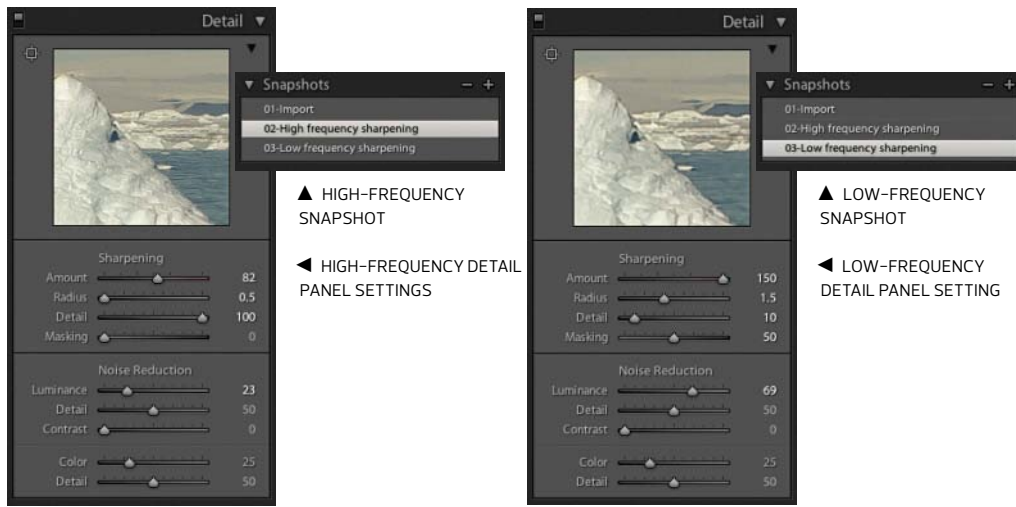 Detail ▼
▼ Snapshots − +
01-Import
02-High frequency sharpening
03-Low frequency sharpening
▲ HIGH-FREQUENCY
SNAPSHOT
◀ HIGH-FREQUENCY DETAIL
PANEL SETTINGS
Sharpening
Amount 82
Radius 0.5
Detail 100
Masking 0
Noise Reduction
Luminance 23
Detail 50
Contrast 0
Color 25
Detail 50
Detail ▼
▼ Snapshots − +
01-Import
02-High frequency sharpening
03-Low frequency sharpening
▲ LOW-FREQUENCY
SNAPSHOT
◀ LOW-FREQUENCY
DETAIL PANEL SETTING
Sharpening
Amount 150
Radius 1.5
Detail 10
Masking 50
Noise Reduction
Luminance 69
Detail 50
Contrast 0
Color 25
Detail 50